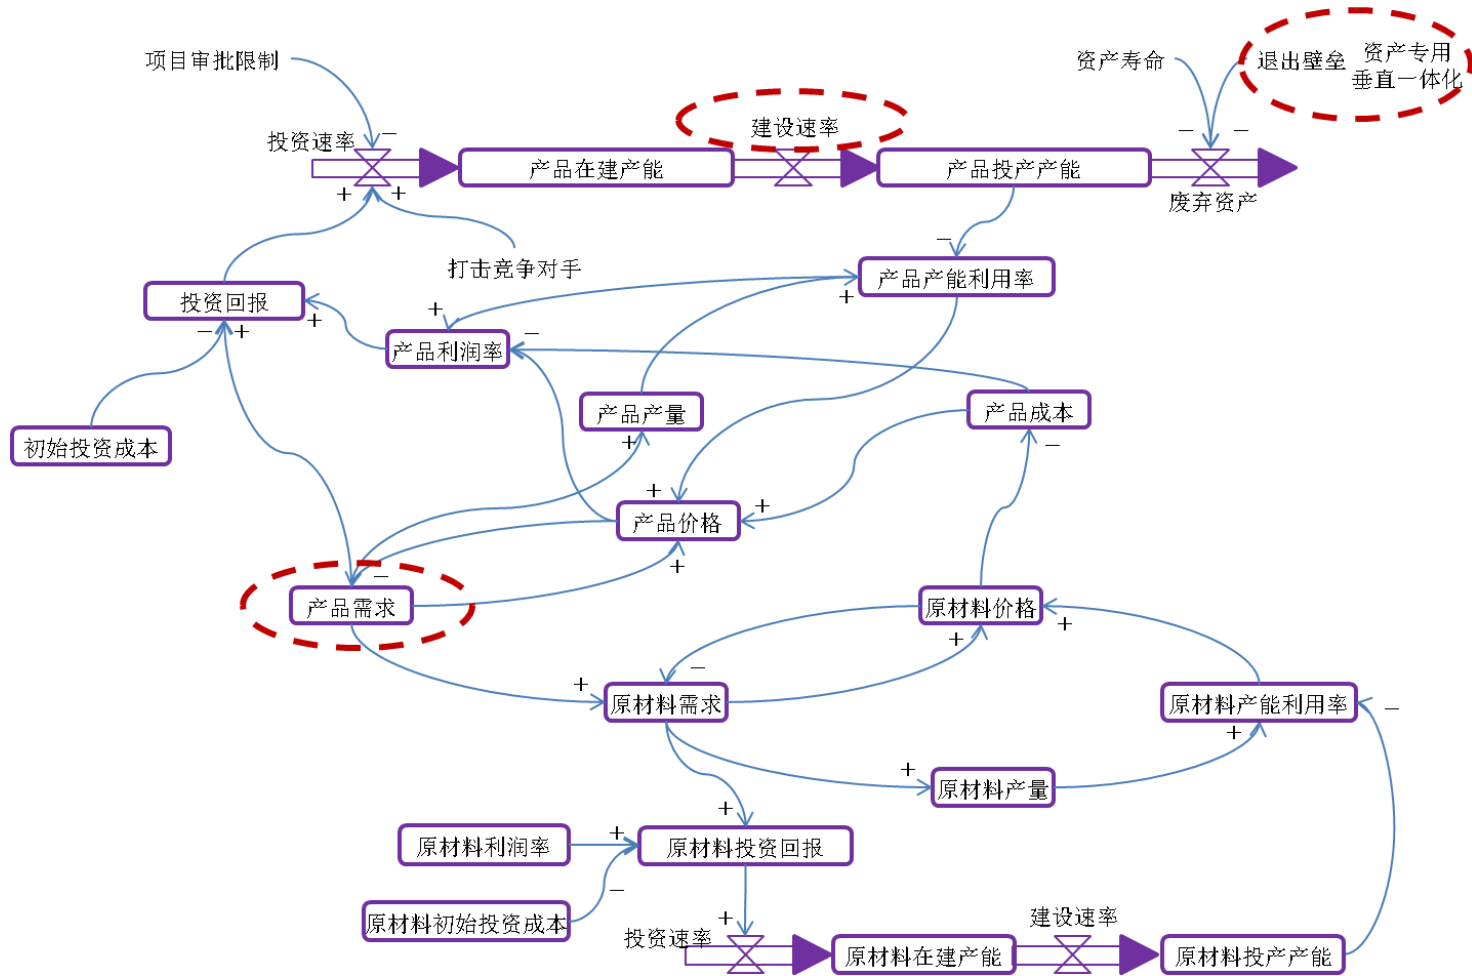 项目审批限制
资产寿命
退出壁垒
资产专用
垂直一体化
投资速率
−
建设速率
−
−
产品在建产能
产品投产产能
+
+
废弃资产
−
打击竞争对手
产品产能利用率
投资回报
+
+
+
−
−
+
产品利润率
产品产量
产品成本
初始投资成本
+
−
+
+
产品价格
+
−
产品需求
原材料价格
+
+
−
+
原材料需求
原材料产能利用率
−
+
+
原材料产量
+
原材料利润率
+
原材料投资回报
−
原材料初始投资成本
+
建设速率
投资速率
原材料在建产能
原材料投产产能